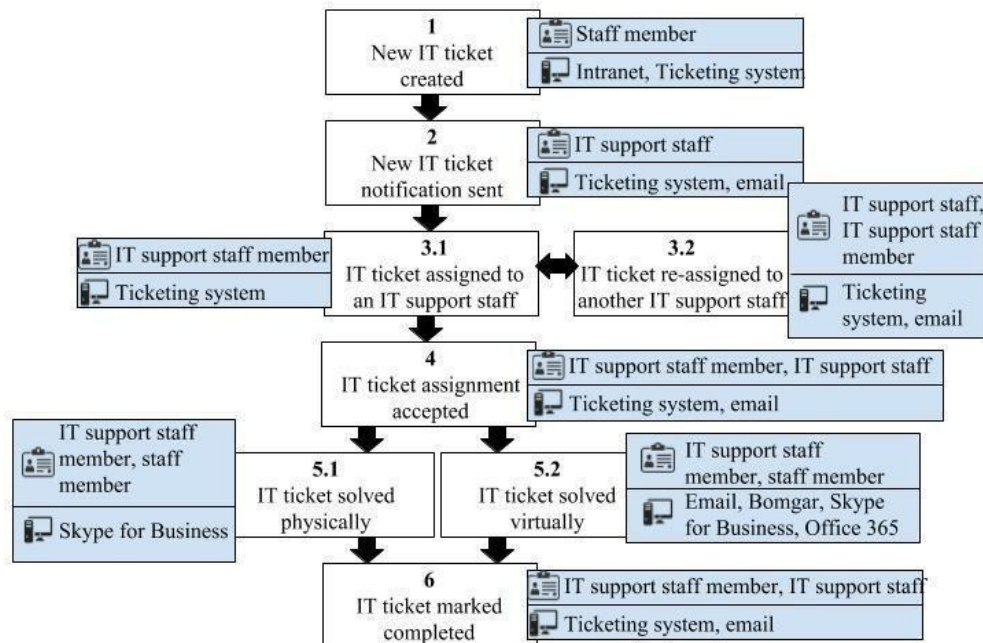 1
New IT ticket
created
Staff member
Intranet, Ticketing system
2
New IT ticket
notification sent
IT support staff
Ticketing system, email
3.1
IT ticket assigned to
an IT support staff
IT support staff member
Ticketing system
3.2
IT ticket re-assigned to
another IT support staff
IT support staff,
IT support staff
member
Ticketing
system, email
4
IT ticket assignment
accepted
IT support staff member, IT support staff
Ticketing system, email
IT support staff
member, staff
member
Skype for Business
5.1
IT ticket solved
physically
5.2
IT ticket solved
virtually
IT support staff
member, staff member
Email, Bomgar, Skype
for Business, Office 365
6
IT ticket marked
completed
IT support staff member, IT support staff
Ticketing system, email